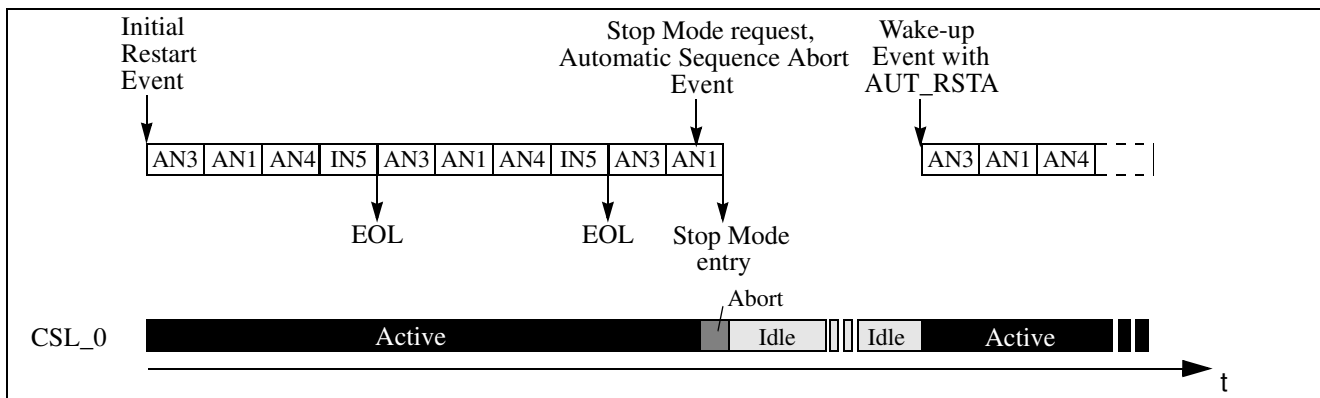 Initial
Restart
Event
Stop Mode request,
Automatic Sequence Abort
Event
Wake-up
Event with
AUT_RSTA
AN3 AN1 AN4 IN5 AN3 AN1 AN4 IN5 AN3 AN1
AN3 AN1 AN4
EOL
EOL
Stop Mode
entry
Abort
CSL_0
Active
Idle
Idle
Active
t